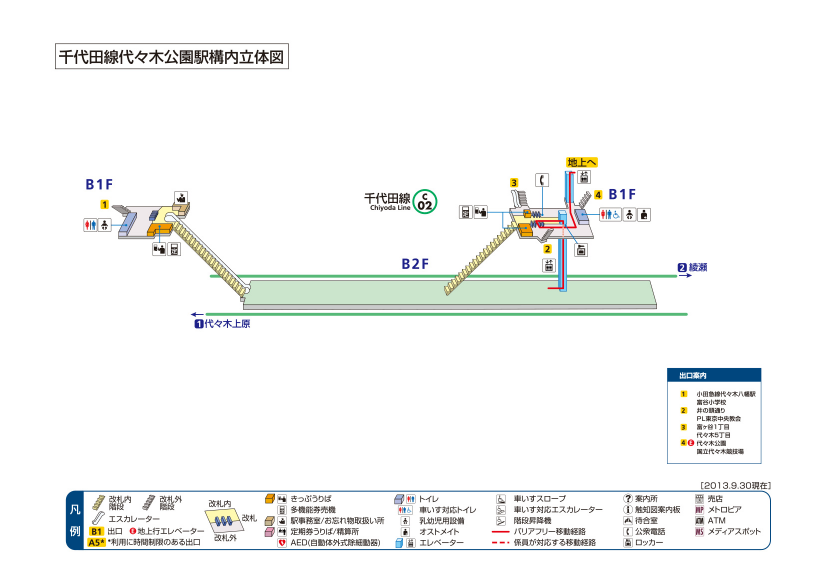 千代田線代々木公園駅構内立体図
地上へ
B1F
1
3
4
B1F
千代田線
Chiyoda Line
C
02
2
B2F
2 綾瀬
1 代々木上原
出口案内
1 小田急線代々木八幡駅
富谷小学校
2 井の頭通り
PL東京中央教会
3 富ヶ谷1丁目
代々木5丁目
4 E 代々木公園
国立代々木競技場
[2013.9.30現在]
凡例
改札内
階段
改札外
階段
エスカレーター
B1 出口 E 地上行エレベーター
A5* *利用に時間制限のある出口
改札内
改札
改札外
きっぷうりば
多機能券売機
駅事務室/お忘れ物取扱い所
定期券うりば/精算所
AED(自動体外式除細動器)
トイレ
車いす対応トイレ
乳幼児用設備
オストメイト
エレベーター
車いすスロープ
車いす対応エスカレーター
階段昇降機
バリアフリー移動経路
係員が対応する移動経路
? 案内所
i 触知図案内板
待合室
公衆電話
ロッカー
売店
MP メトロピア
ATM ATM
MS メディアスポット